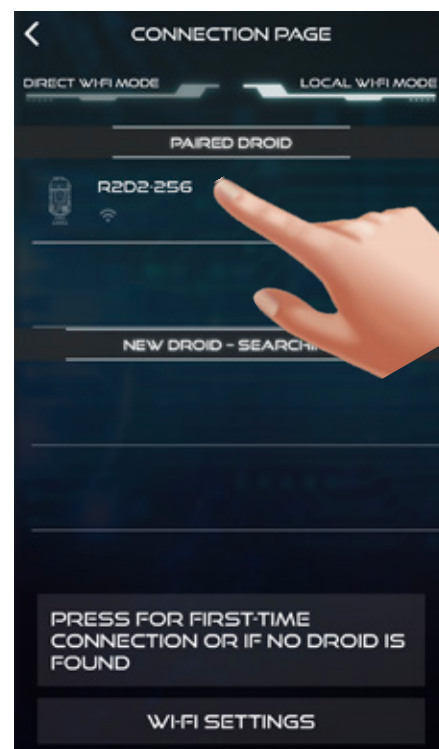 CONNECTION PAGE
DIRECT WI-FI MODE
LOCAL WI-FI MODE
PAIRED DROID
R2D2-256
NEW DROID - 
PRESS FOR FIRST-TIME
CONNECTION OR IF NO DROID IS
FOUND
WI-FI SETTINGS